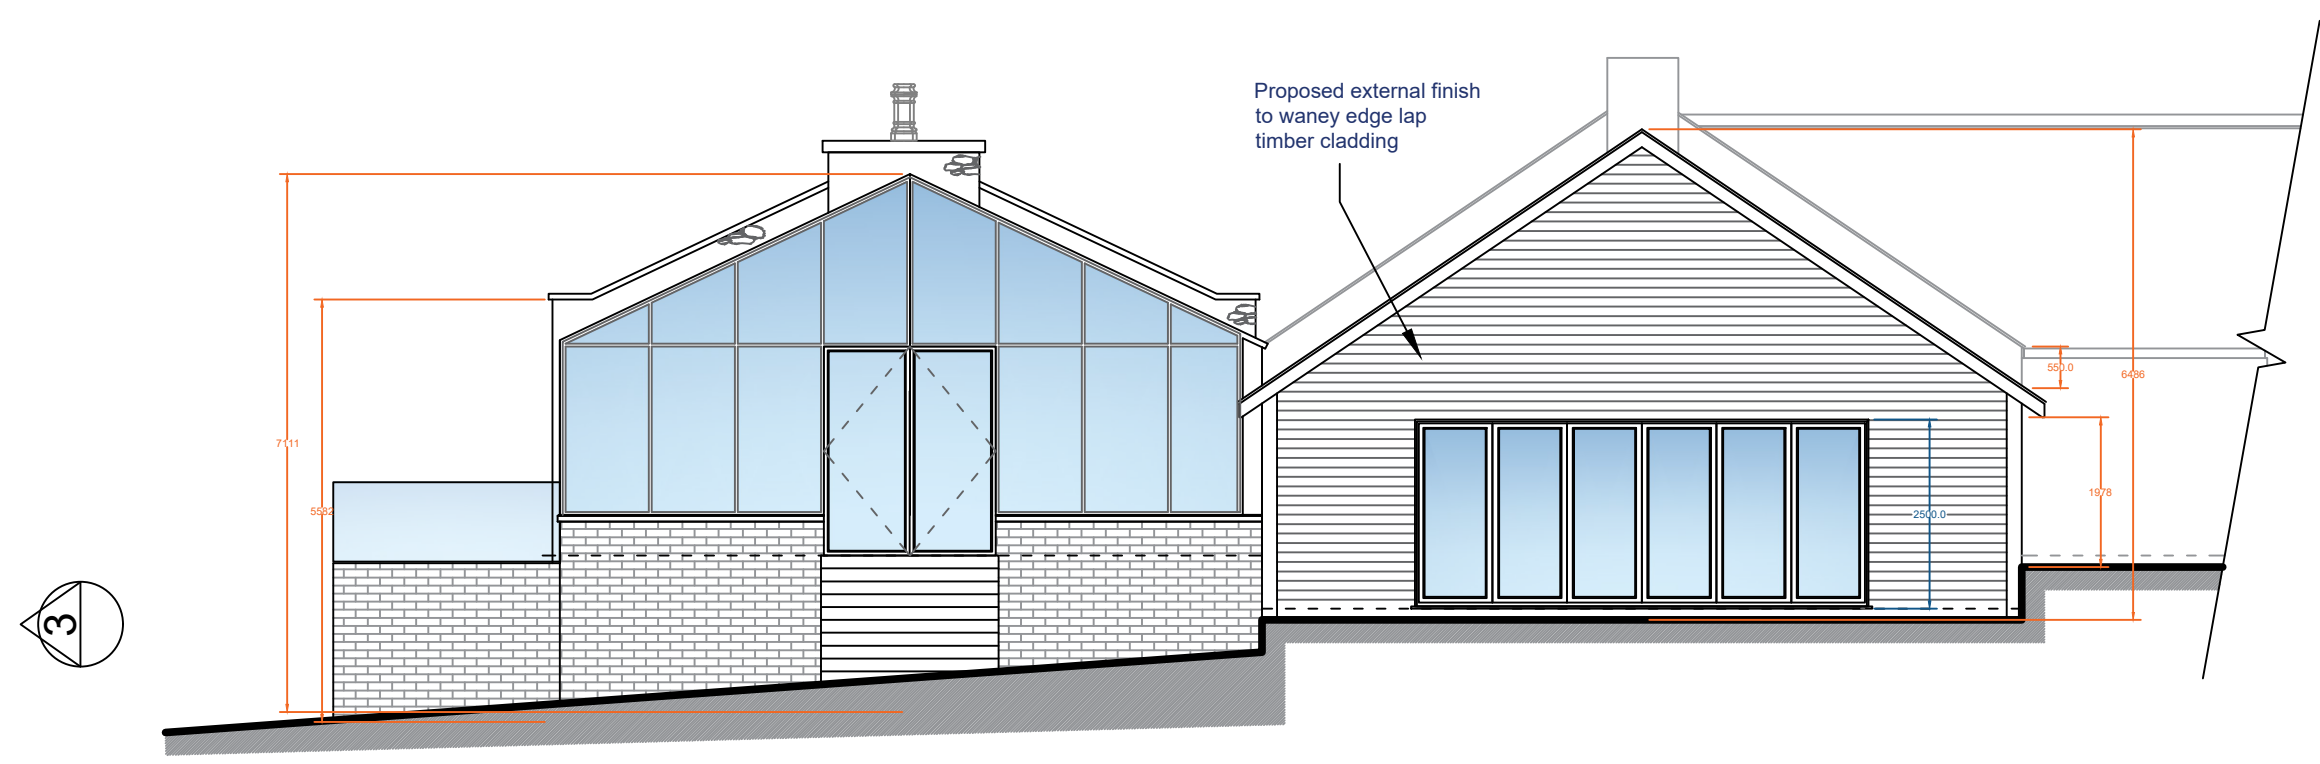 Proposed external finish
to waney edge lap
timber cladding
550.0
6486
7111
1978
5582
2500.0
3